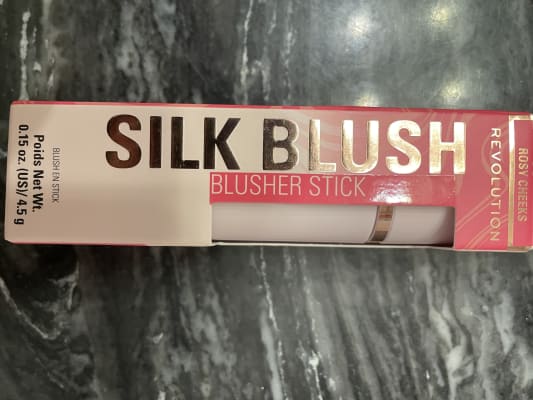 SILK BLUSH
BLUSHER STICK
REVOLUTION
ROSY CHEEKS
BLUSH EN STICK
Poids Net Wt.
0.15 oz. (US)/ 4.5 g